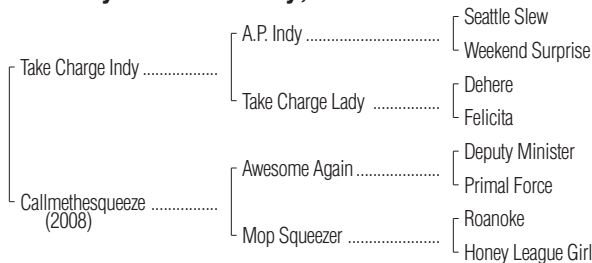 Seattle Slew
A.P. Indy ..............................
Weekend Surprise
Take Charge Indy .................
Dehere
Take Charge Lady ...............
Felicita
Deputy Minister
Awesome Again ...................
Primal Force
Callmethesqueeze ...............
(2008)
Roanoke
Mop Squeezer .....................
Honey League Girl